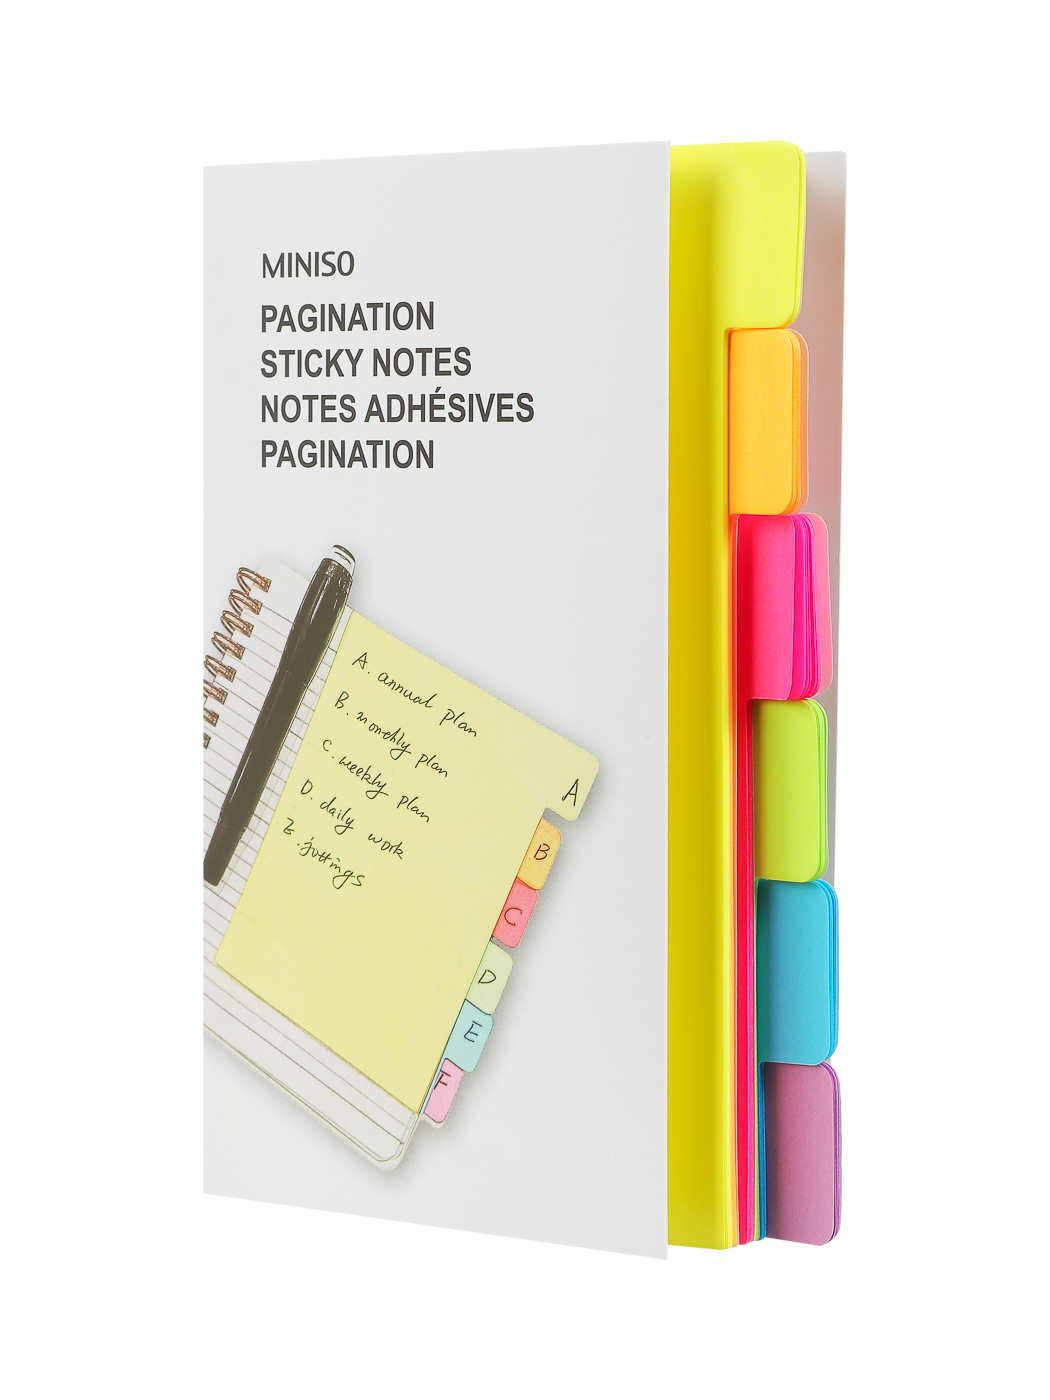 MINISO
PAGINATION
STICKY NOTES
NOTES ADHÉSIVES
PAGINATION
A. annual plan
B. monthly plan
C. weekly plan
D. daily work
E. jottings
A
B
C
D
E
F